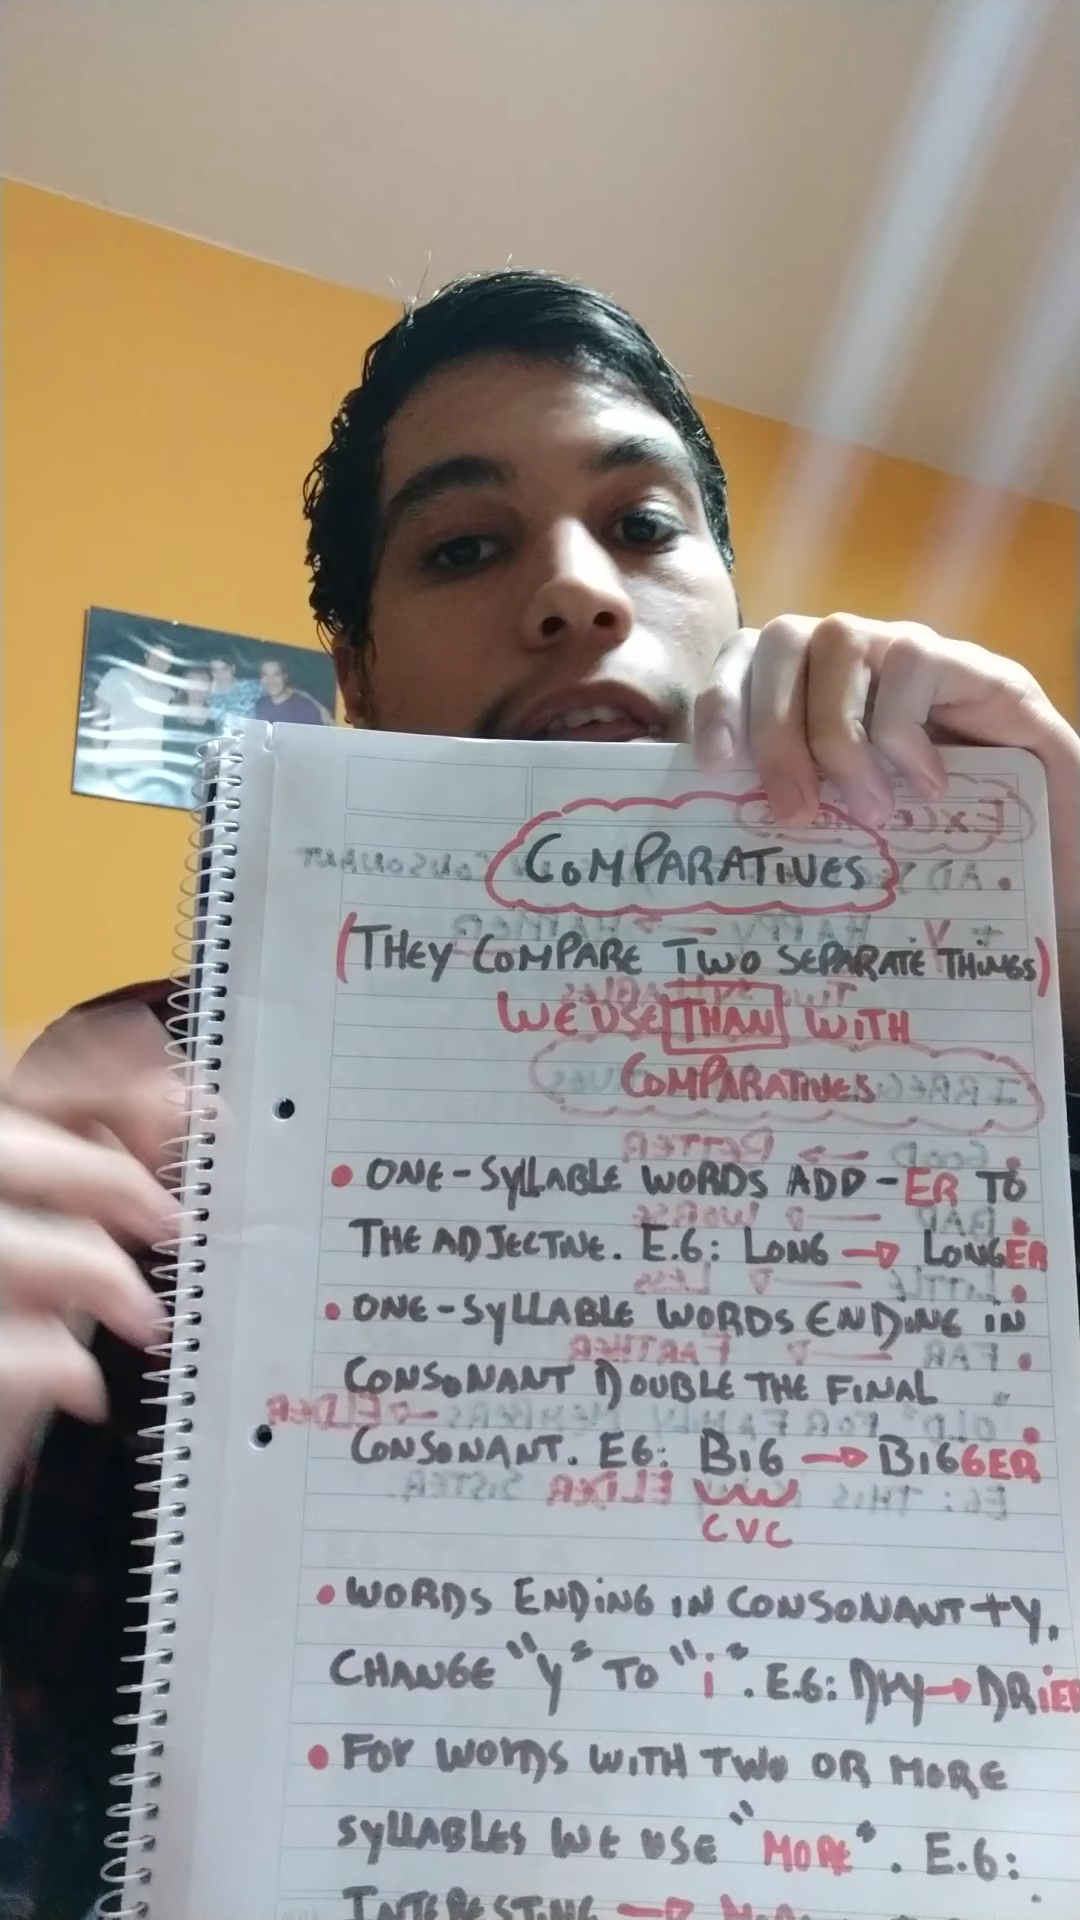 COMPARATIVES
(THEY COMPARE TWO SEPARATE THINGS)
WE USE THAN WITH
COMPARATIVES
• ONE-SYLLABLE WORDS ADD -ER TO
THE ADJECTIVE. E.G: LONG → LONGER
• ONE-SYLLABLE WORDS ENDING IN
CONSONANT DOUBLE THE FINAL
CONSONANT. EG: BIG → BIGGER
CVC
• WORDS ENDING IN CONSONANT + Y,
CHANGE "Y" TO "i". E.G: DRY → DRIER
• FOR WORDS WITH TWO OR MORE
SYLLABLES WE USE "MORE". E.G:
INTERESTING →